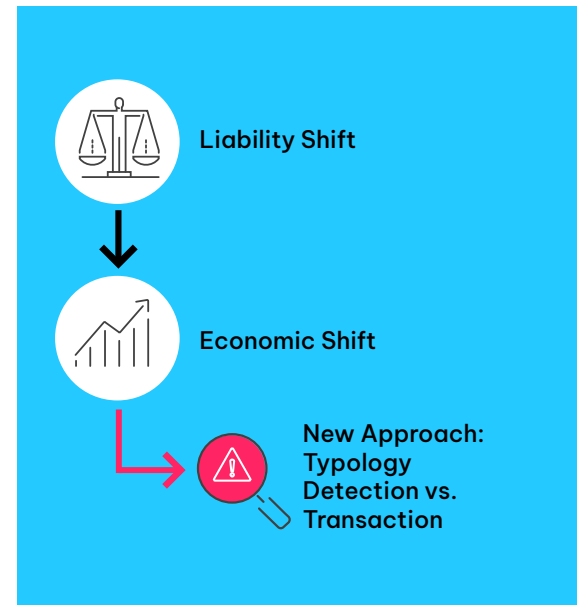 Liability Shift
Economic Shift
New Approach:
Typology
Detection vs.
Transaction